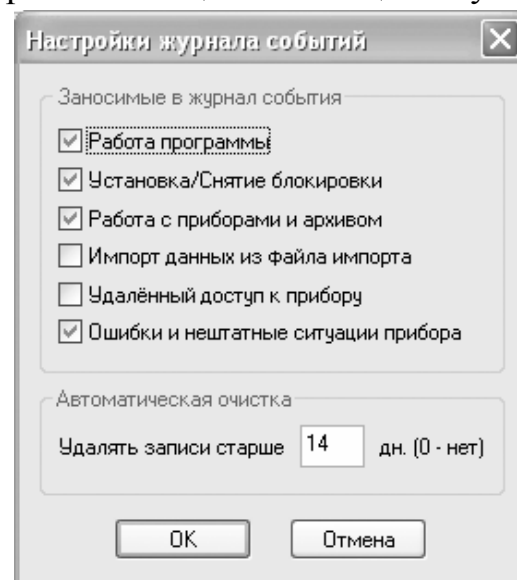 Настройки журнала событий
Заносимые в журнал события
Работа программы
Установка/Снятие блокировки
Работа с приборами и архивом
Импорт данных из файла импорта
Удалённый доступ к прибору
Ошибки и нештатные ситуации прибора
Автоматическая очистка
Удалять записи старше 14 дн. (0 - нет)
OK Отмена